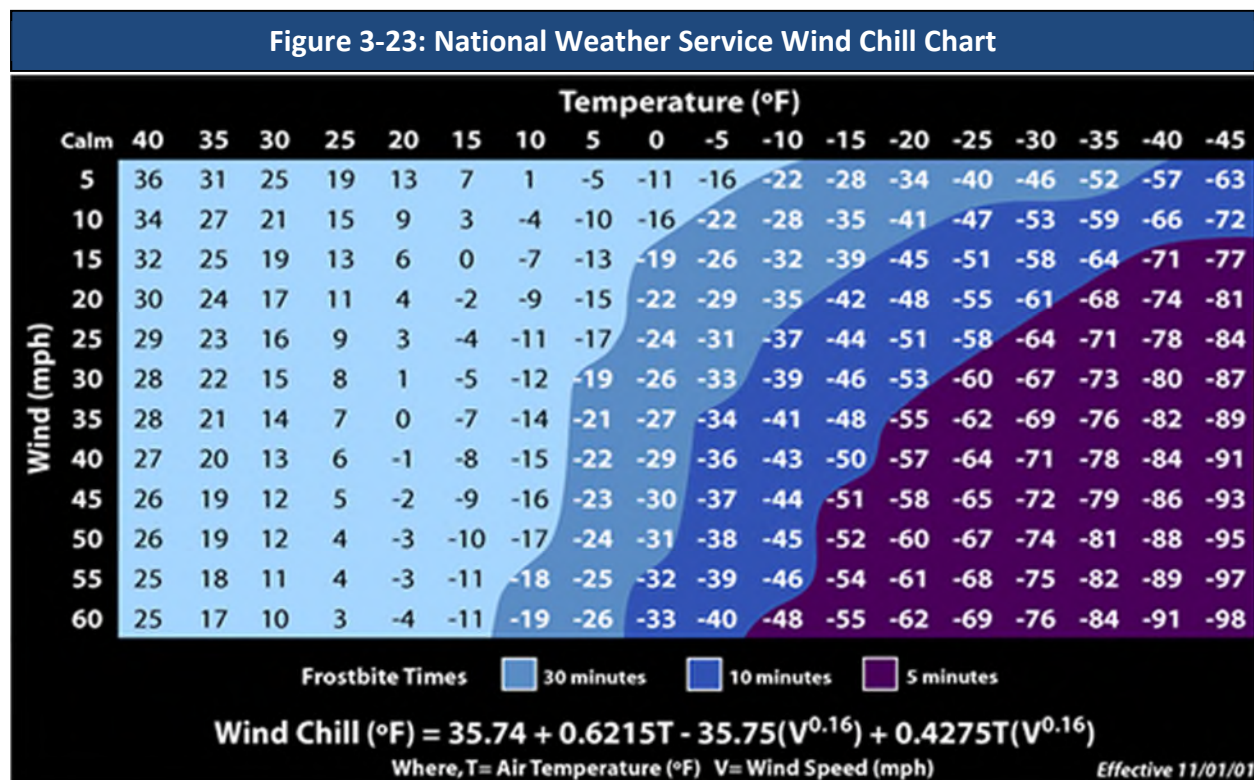 Figure 3-23: National Weather Service Wind Chill Chart
Temperature (ºF)
Calm 40 35 30 25 20 15 10 5 0 -5 -10 -15 -20 -25 -30 -35 -40 -45
Wind (mph)
5 36 31 25 19 13 7 1 -5 -11 -16 -22 -28 -34 -40 -46 -52 -57 -63
10 34 27 21 15 9 3 -4 -10 -16 -22 -28 -35 -41 -47 -53 -59 -66 -72
15 32 25 19 13 6 0 -7 -13 -19 -26 -32 -39 -45 -51 -58 -64 -71 -77
20 30 24 17 11 4 -2 -9 -15 -22 -29 -35 -42 -48 -55 -61 -68 -74 -81
25 29 23 16 9 3 -4 -11 -17 -24 -31 -37 -44 -51 -58 -64 -71 -78 -84
30 28 22 15 8 1 -5 -12 -19 -26 -33 -39 -46 -53 -60 -67 -73 -80 -87
35 28 21 14 7 0 -7 -14 -21 -27 -34 -41 -48 -55 -62 -69 -76 -82 -89
40 27 20 13 6 -1 -8 -15 -22 -29 -36 -43 -50 -57 -64 -71 -78 -84 -91
45 26 19 12 5 -2 -9 -16 -23 -30 -37 -44 -51 -58 -65 -72 -79 -86 -93
50 26 19 12 4 -3 -10 -17 -24 -31 -38 -45 -52 -60 -67 -74 -81 -88 -95
55 25 18 11 4 -3 -11 -18 -25 -32 -39 -46 -54 -61 -68 -75 -82 -89 -97
60 25 17 10 3 -4 -11 -19 -26 -33 -40 -48 -55 -62 -69 -76 -84 -91 -98
Frostbite Times 30 minutes 10 minutes 5 minutes
Wind Chill (ºF) = 35.74 + 0.6215T - 35.75(V^0.16) + 0.4275T(V^0.16)
Where, T= Air Temperature (ºF) V= Wind Speed (mph) Effective 11/01/01